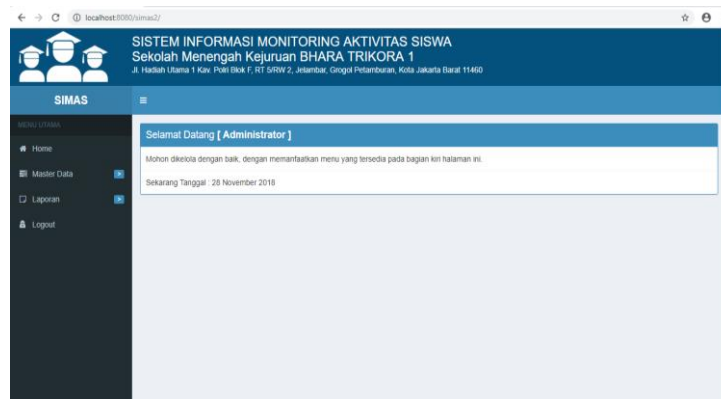 localhost:8080/simas2/
SISTEM INFORMASI MONITORING AKTIVITAS SISWA
Sekolah Menengah Kejuruan BHARA TRIKORA 1
Jl. Hadiah Utama 1 Kav. Polri Blok F, RT 5/RW 2, Jelambar, Grogol Petamburan, Kota Jakarta Barat 11460
SIMAS
MENU UTAMA
Selamat Datang [ Administrator ]
Home
Mohon dikelola dengan baik, dengan memanfaatkan menu yang tersedia pada bagian kiri halaman ini.
Master Data
Sekarang Tanggal : 28 November 2018
Laporan
Logout